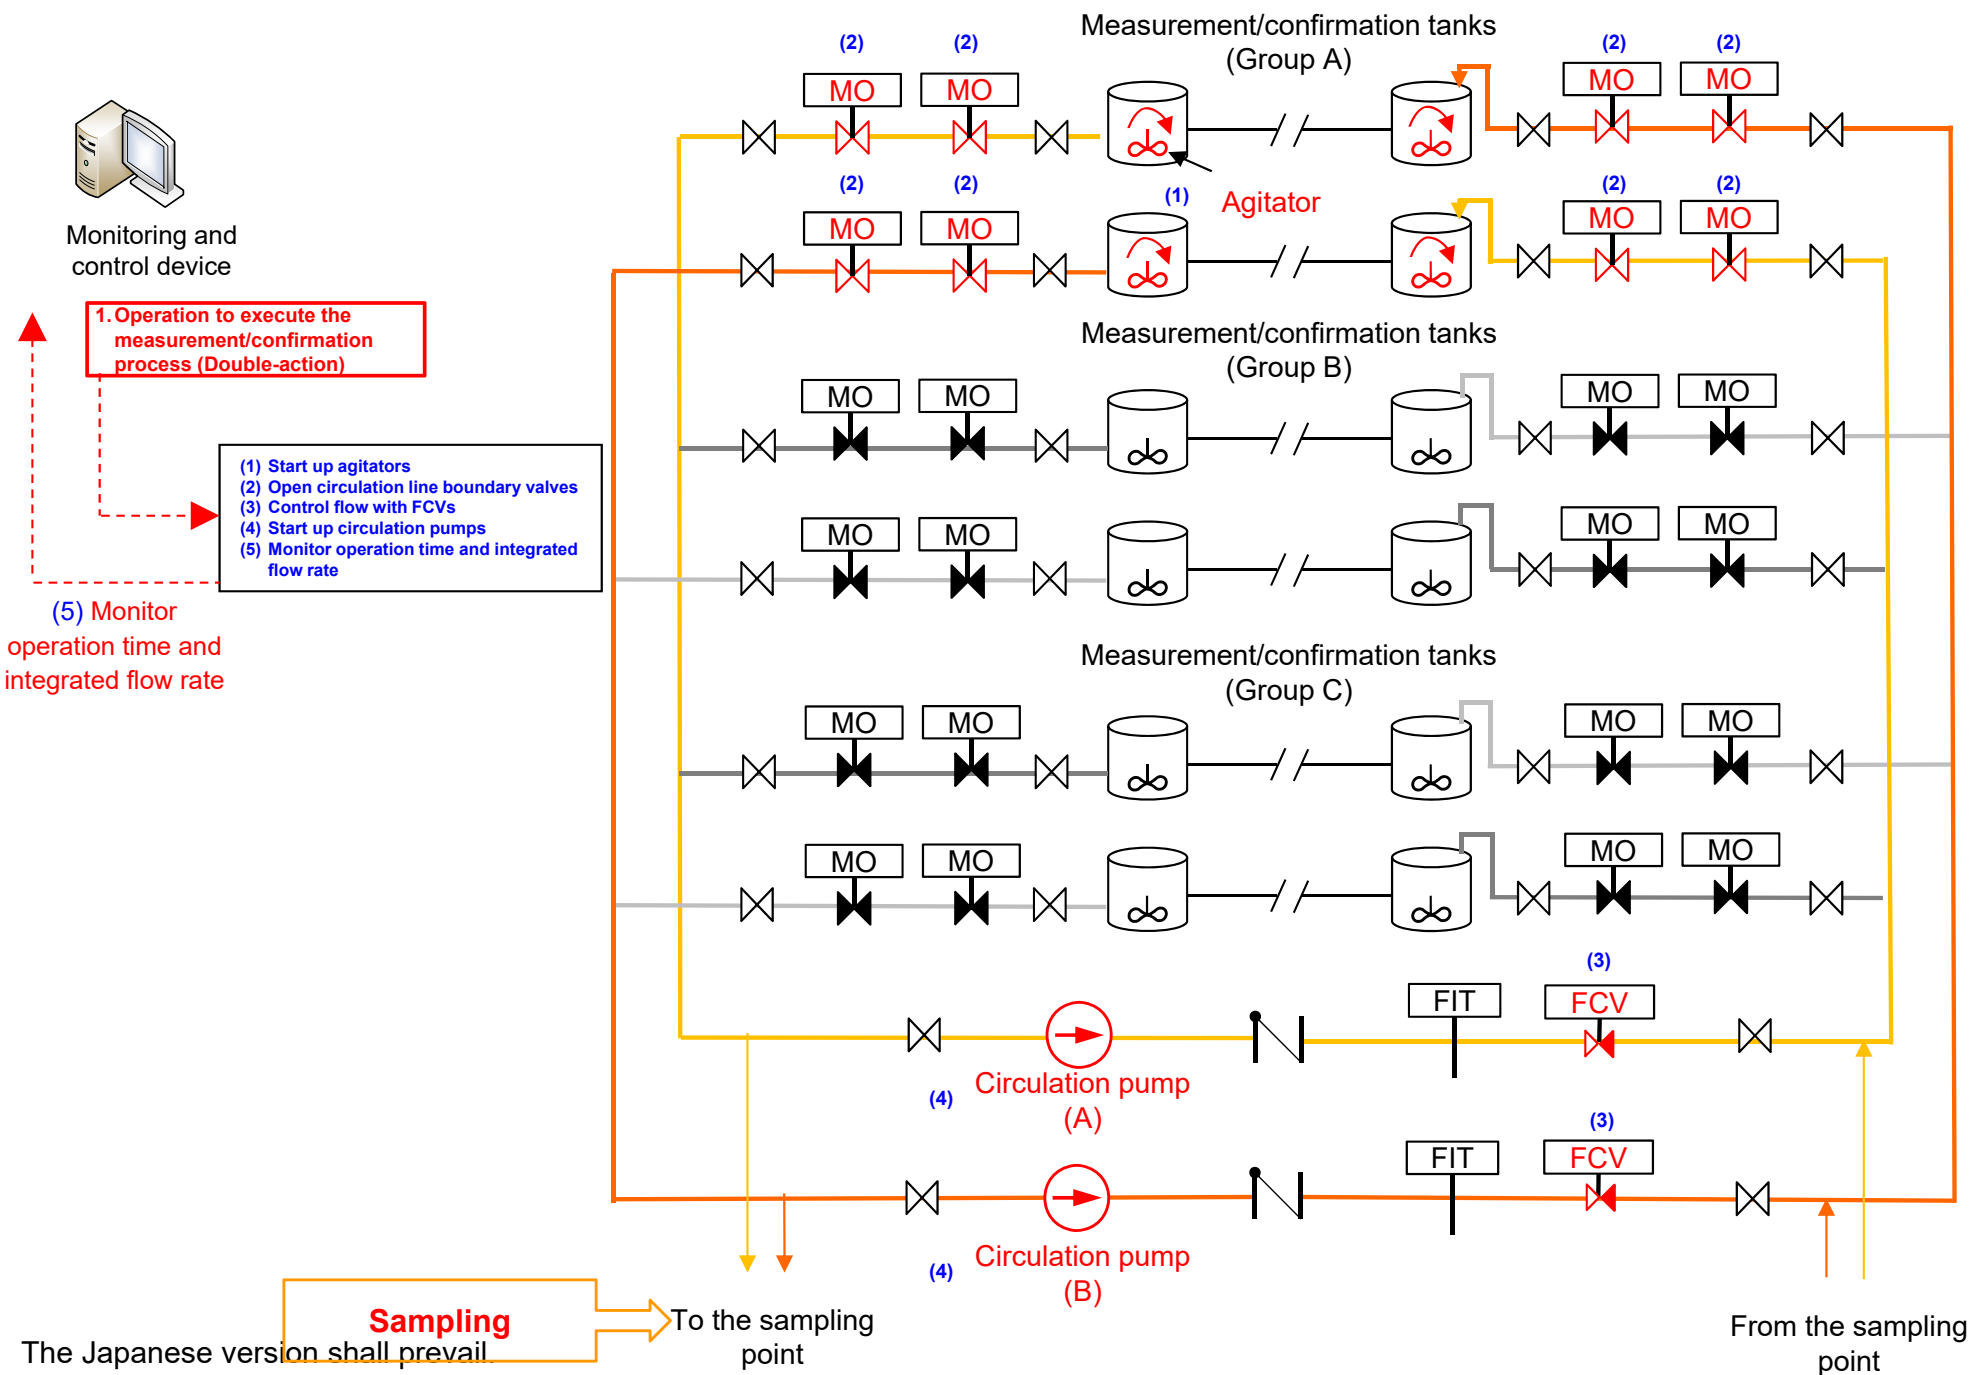 Measurement/confirmation tanks
(Group A)
(2) (2) (2) (2)
MO MO MO MO
(2) (2) (1) Agitator (2) (2)
MO MO MO MO
Monitoring and
control device
1. Operation to execute the
measurement/confirmation
process (Double-action)
Measurement/confirmation tanks
(Group B)
MO MO MO MO
(1) Start up agitators
(2) Open circulation line boundary valves
(3) Control flow with FCVs
(4) Start up circulation pumps
(5) Monitor operation time and integrated
flow rate
MO MO MO MO
(5) Monitor
operation time and
integrated flow rate
Measurement/confirmation tanks
(Group C)
MO MO MO MO
MO MO MO MO
(3)
FIT FCV
(4) Circulation pump
(A)
(3)
FIT FCV
(4) Circulation pump
(B)
Sampling
To the sampling
point
From the sampling
point
The Japanese version shall prevail.